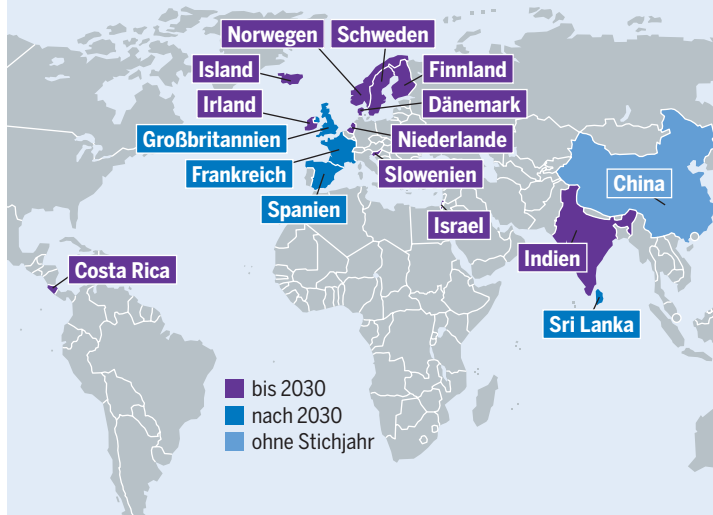 Norwegen
Schweden
Island
Finnland
Irland
Dänemark
Großbritannien
Niederlande
Frankreich
Slowenien
China
Spanien
Israel
Indien
Costa Rica
Sri Lanka
bis 2030
nach 2030
ohne Stichjahr